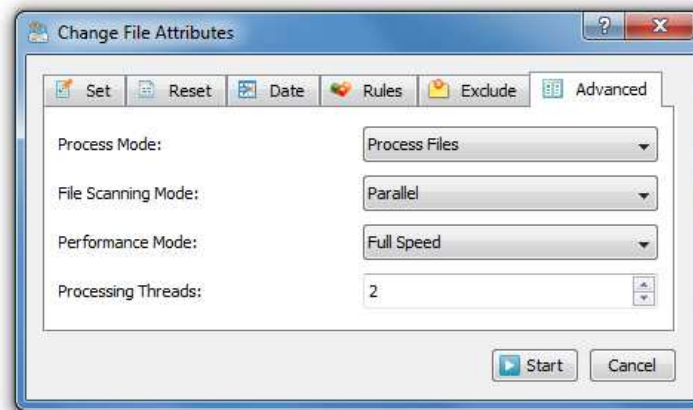 Change File Attributes
Set Reset Date Rules Exclude Advanced
Process Mode: Process Files
File Scanning Mode: Parallel
Performance Mode: Full Speed
Processing Threads: 2
Start Cancel